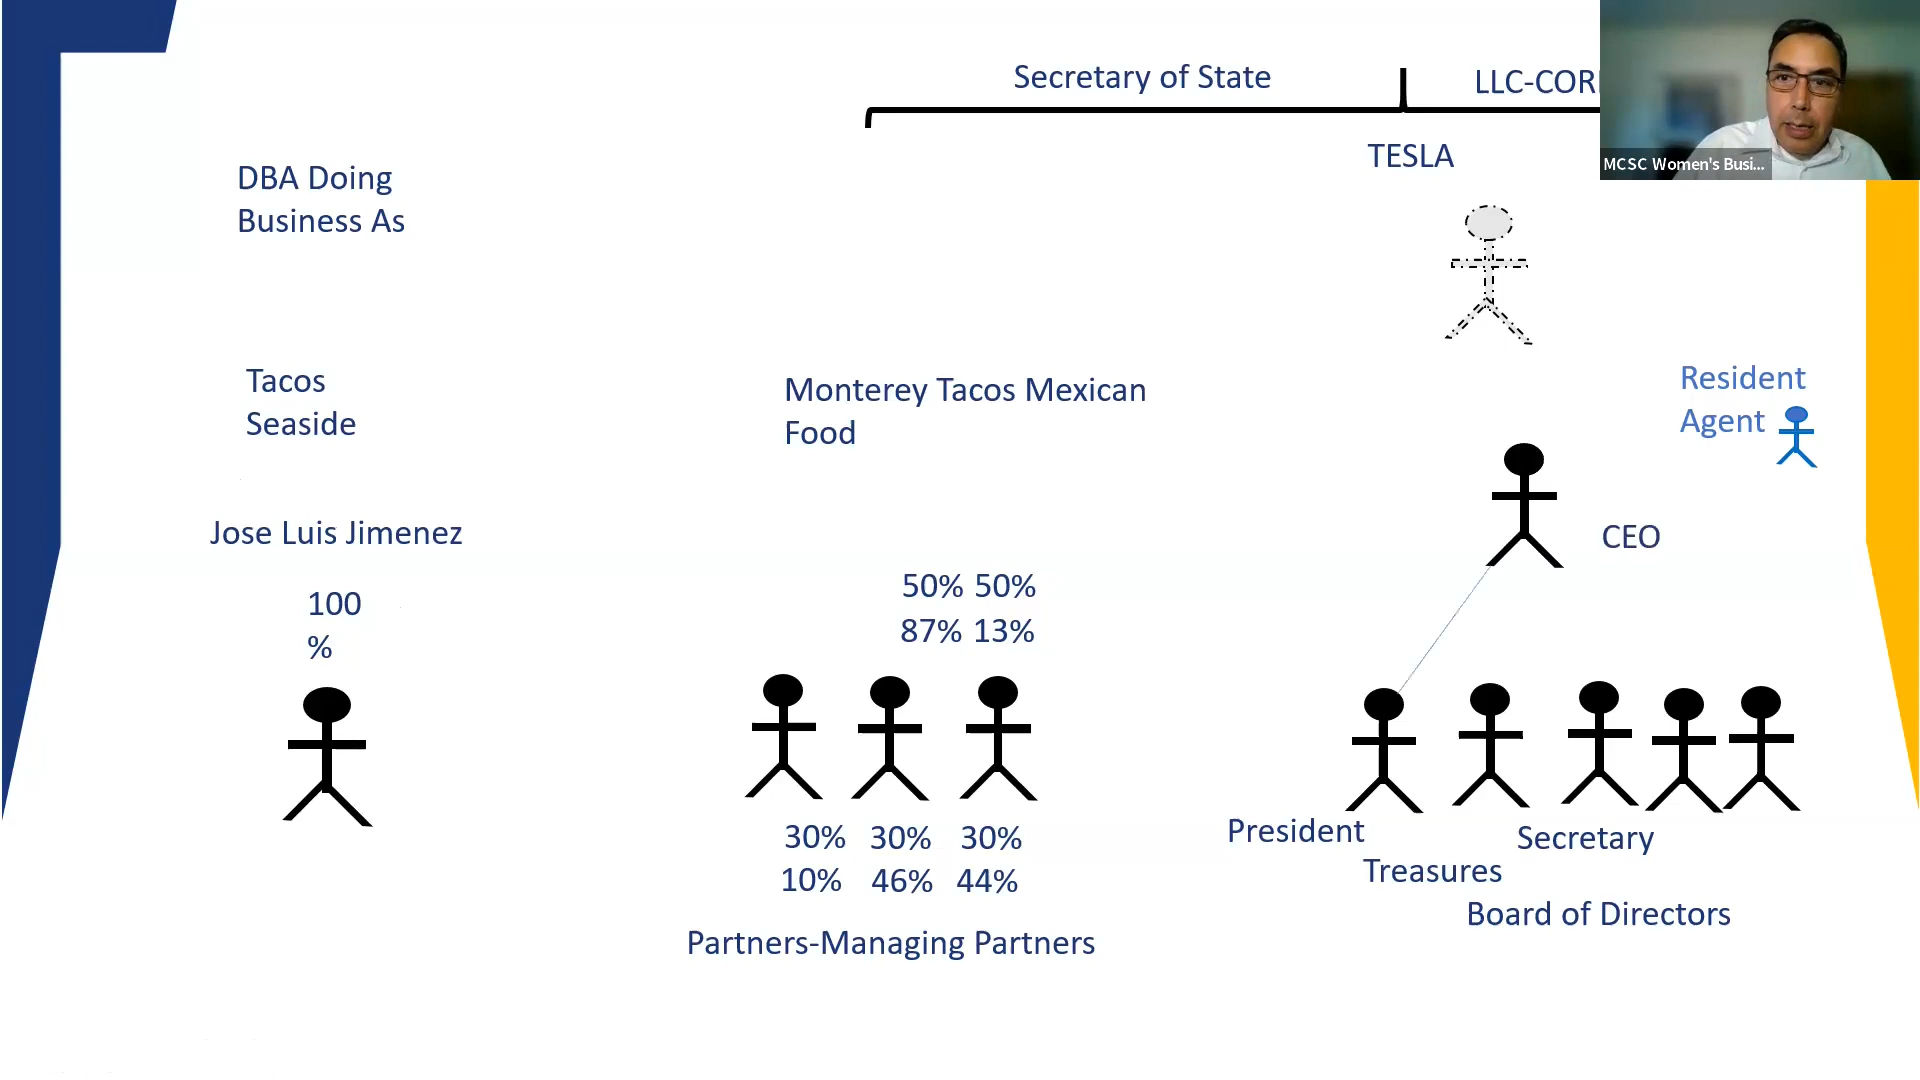 Secretary of State
LLC-COR
MCSC Women's Busi...
TESLA
DBA Doing
Business As
Tacos
Seaside
Monterey Tacos Mexican
Food
Resident
Agent
Jose Luis Jimenez
CEO
100
%
50% 50%
87% 13%
30% 30% 30%
10% 46% 44%
Partners-Managing Partners
President
Secretary
Treasures
Board of Directors